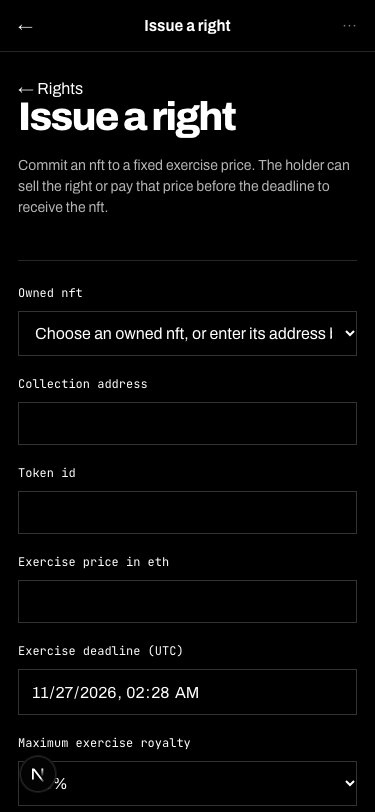 ← Issue a right ...
← Rights
Issue a right
Commit an nft to a fixed exercise price. The holder can
sell the right or pay that price before the deadline to
receive the nft.
Owned nft
Choose an owned nft, or enter its address
Collection address
Token id
Exercise price in eth
Exercise deadline (UTC)
11/27/2026, 02:28 AM
Maximum exercise royalty
N %